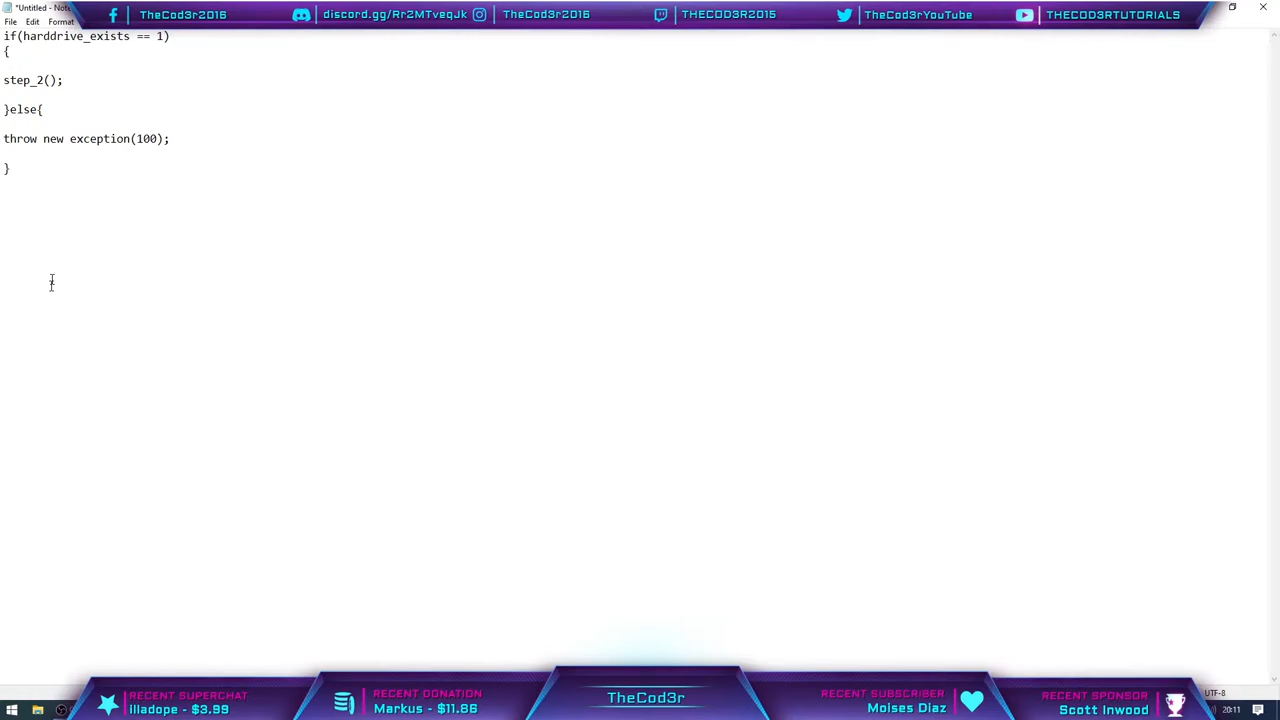 *Untitled - Note
TheCod3r2016
discord.gg/Rr2MTveqJk
TheCod3r2016
THECOD3R2015
TheCod3rYouTube
THECOD3RTUTORIALS
File Edit Format
if(harddrive_exists == 1)
{
step_2();
}else{
throw new exception(100);
}
UTF-8
RECENT SUPERCHAT
illadope - $3.99
RECENT DONATION
Markus - $11.86
TheCod3r
RECENT SUBSCRIBER
Moises Diaz
RECENT SPONSOR
Scott Inwood
20:11